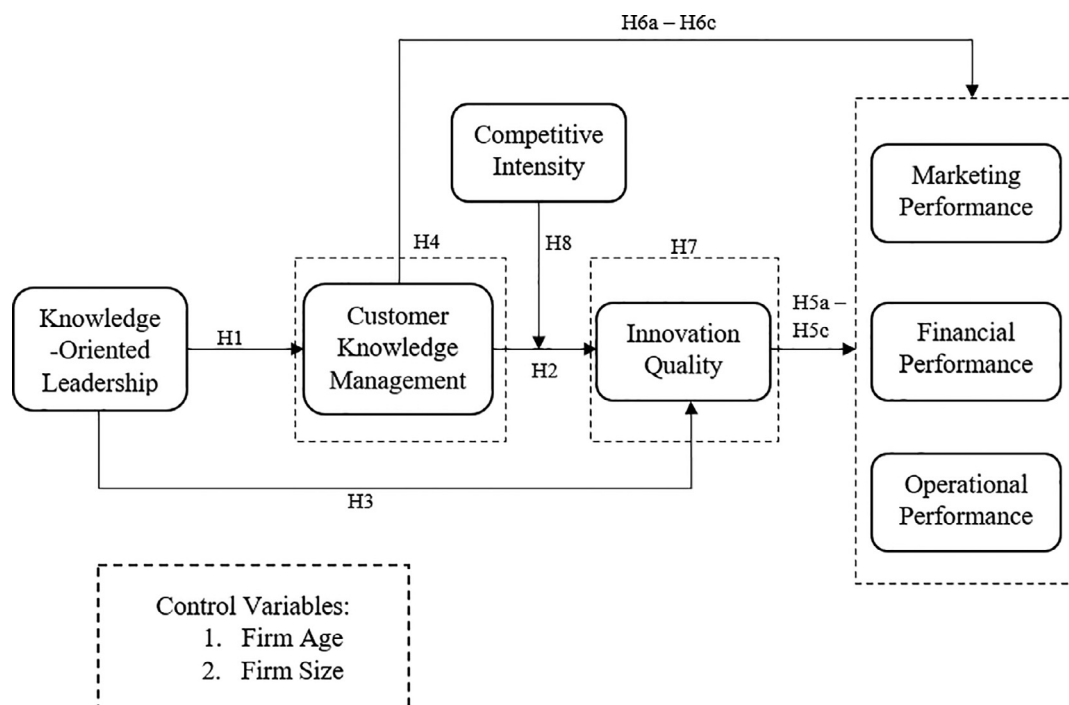 H6a – H6c
Competitive
Intensity
Marketing
Performance
H4
H8
H7
Knowledge
-Oriented
Leadership
H1
Customer
Knowledge
Management
H2
Innovation
Quality
H5a –
H5c
Financial
Performance
H3
Operational
Performance
Control Variables:
1. Firm Age
2. Firm Size